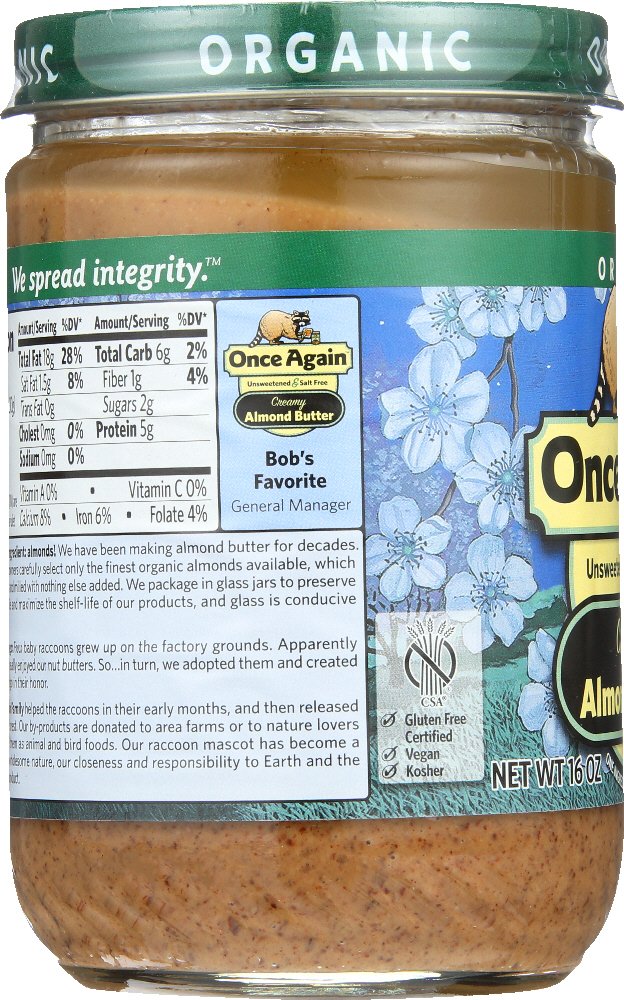 ORGANIC
We spread integrity.™
Amount/Serving %DV* Amount/Serving %DV*
Total Fat 18g 28% Total Carb 6g 2%
Sat Fat 1.5g 8% Fiber 1g 4%
Trans Fat 0g Sugars 2g
Cholest 0mg 0% Protein 5g
Sodium 0mg 0%
Vitamin A 0% • Vitamin C 0%
Calcium 8% • Iron 6% • Folate 4%
Once Again
Unsweetened & Salt Free
Creamy
Almond Butter
Bob's
Favorite
General Manager
almonds! We have been making almond butter for decades.
carefully select only the finest organic almonds available, which
with nothing else added. We package in glass jars to preserve
and maximize the shelf-life of our products, and glass is conducive
baby raccoons grew up on the factory grounds. Apparently
enjoyed our nut butters. So...in turn, we adopted them and created
in their honor.
family helped the raccoons in their early months, and then released
Our by-products are donated to area farms or to nature lovers
as animal and bird foods. Our raccoon mascot has become a
nature, our closeness and responsibility to Earth and the
CSA®
Gluten Free
Certified
Vegan
Kosher
OR
Once
Almo
NET WT 16 OZ